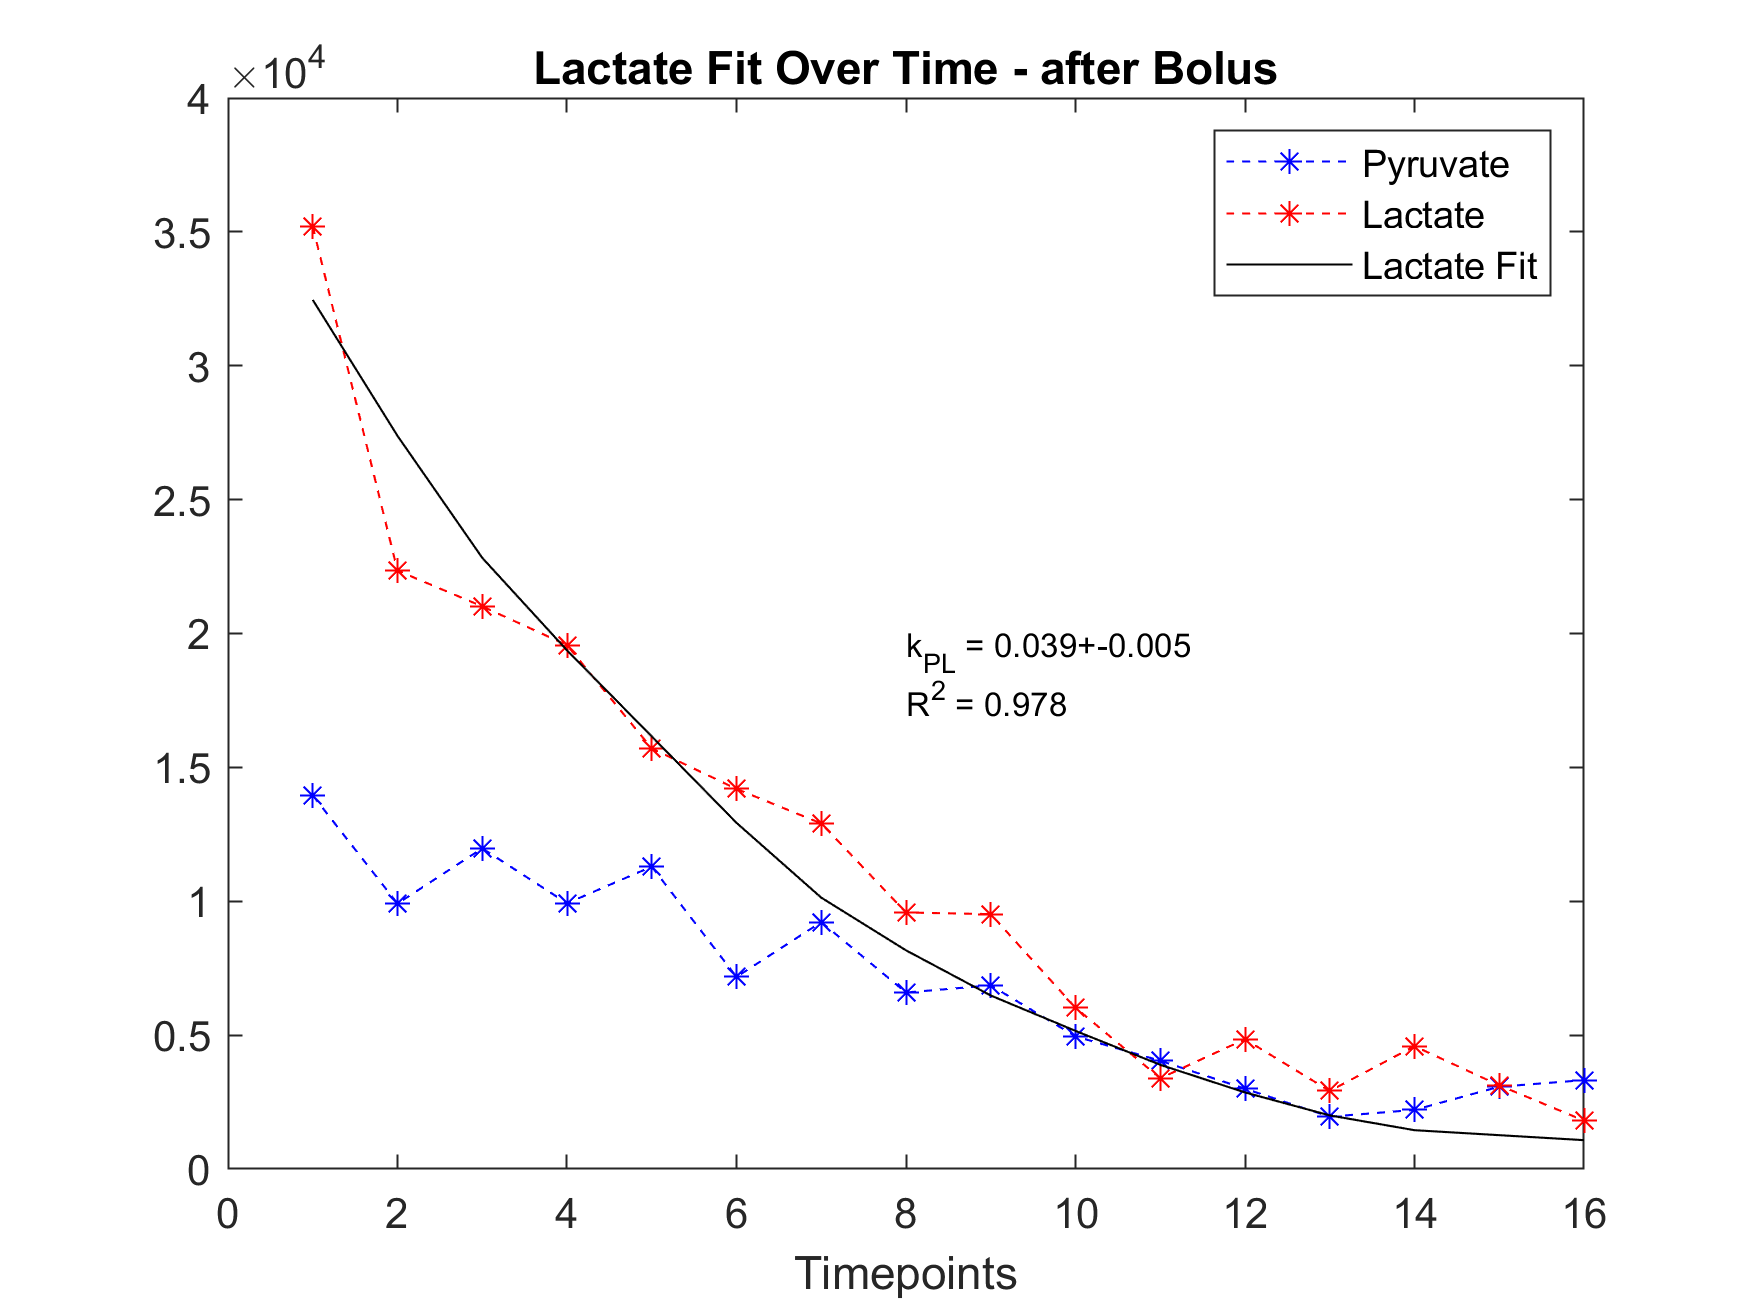 Lactate Fit Over Time - after Bolus
×10^4
4
3.5
3
2.5
2
1.5
1
0.5
0
Pyruvate
Lactate
Lactate Fit
k_PL = 0.039+-0.005
R^2 = 0.978
0 2 4 6 8 10 12 14 16
Timepoints